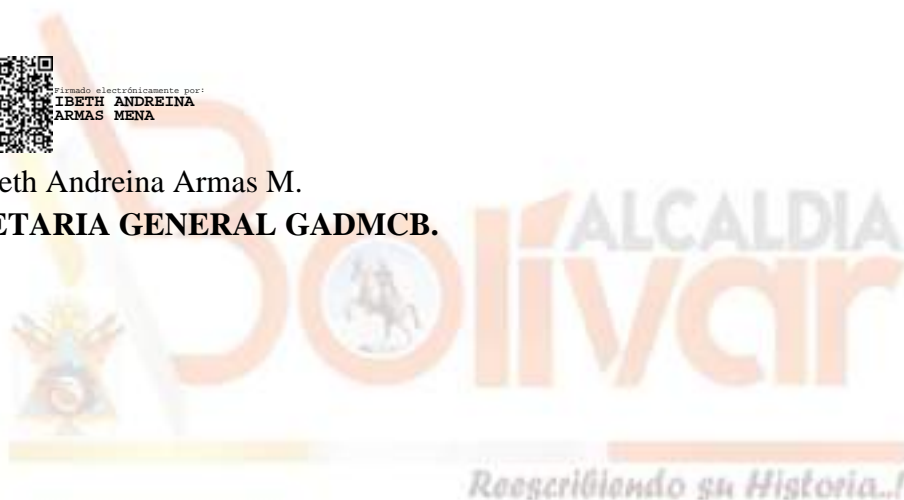 Firmado electrónicamente por:
IBETH ANDREINA
ARMAS MENA
eth Andreina Armas M.
ETARIA GENERAL GADMCB.
ALCALDIA
Bolívar
Reescribiendo su Historia..!